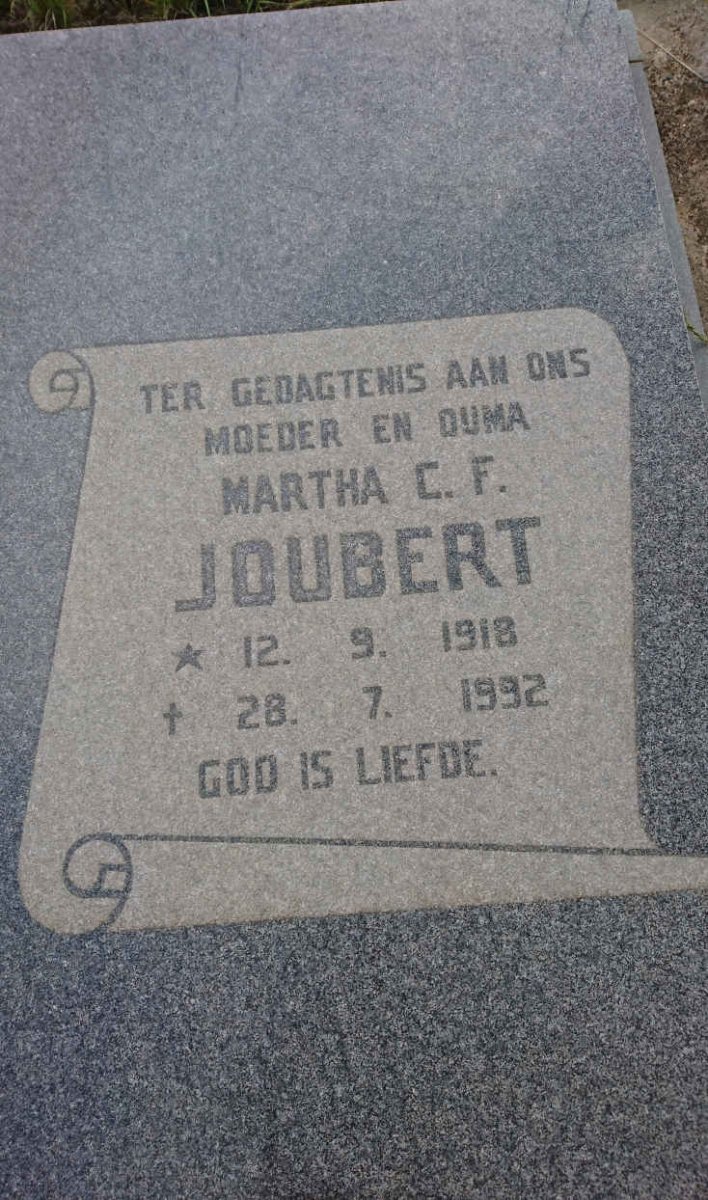 TER GEDAGTENIS AAN ONS
MOEDER EN OUMA
MARTHA C. F.
JOUBERT
★ 12. 9. 1918
† 28. 7. 1992
GOD IS LIEFDE.